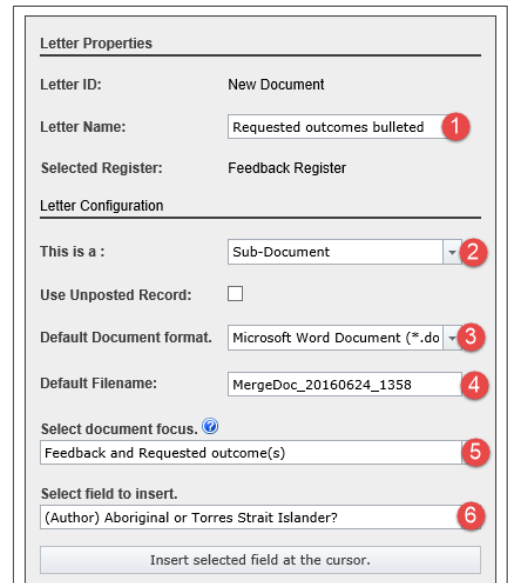 Letter Properties
Letter ID: New Document
Letter Name: Requested outcomes bulleted 1
Selected Register: Feedback Register
Letter Configuration
This is a : Sub-Document 2
Use Unposted Record:
Default Document format. Microsoft Word Document (*.do 3
Default Filename: MergeDoc_20160624_1358 4
Select document focus. ?
Feedback and Requested outcome(s) 5
Select field to insert.
(Author) Aboriginal or Torres Strait Islander? 6
Insert selected field at the cursor.